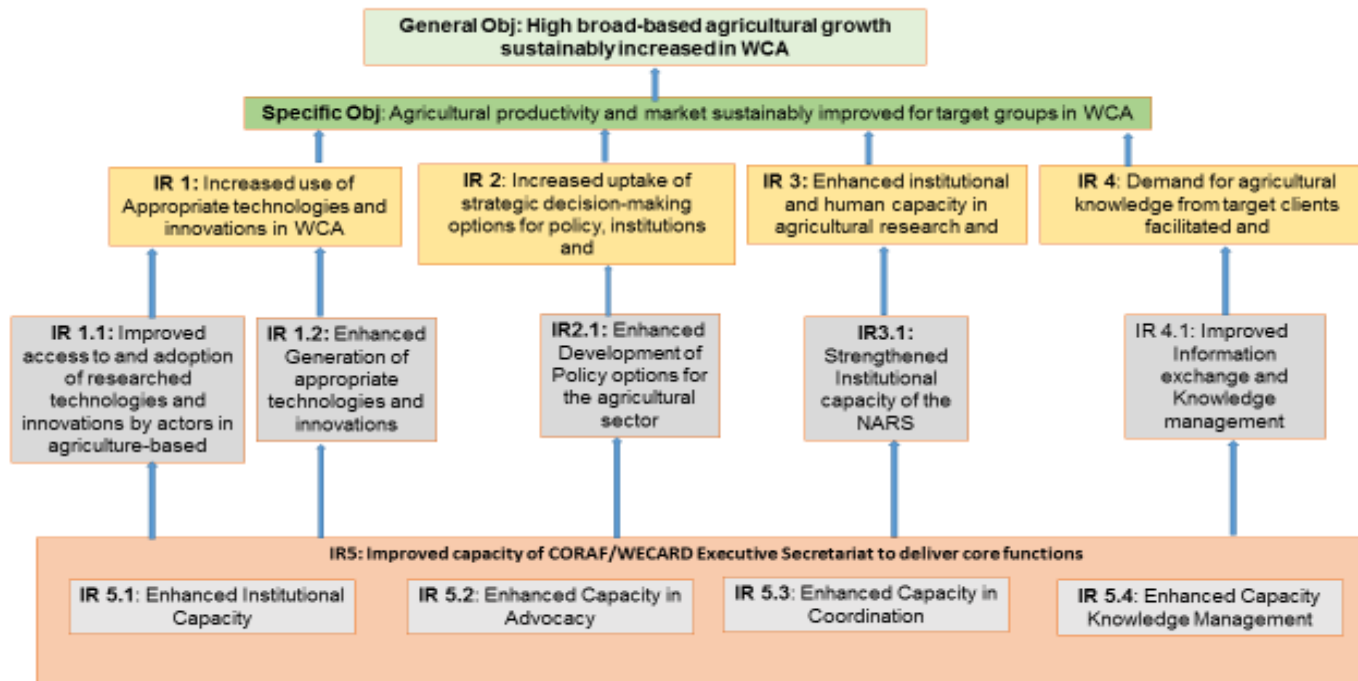 General Obj: High broad-based agricultural growth
sustainably increased in WCA
Specific Obj: Agricultural productivity and market sustainably improved for target groups in WCA
IR 1: Increased use of
Appropriate technologies and
innovations in WCA
IR 2: Increased uptake of
strategic decision-making
options for policy, institutions
and
IR 3: Enhanced institutional
and human capacity in
agricultural research and
IR 4: Demand for agricultural
knowledge from target clients
facilitated and
IR 1.1: Improved
access to and adoption
of researched
technologies and
innovations by actors in
agriculture-based
IR 1.2: Enhanced
Generation of
appropriate
technologies and
innovations
IR2.1: Enhanced
Development of
Policy options for
the agricultural
sector
IR3.1:
Strengthened
Institutional
capacity of the
NARS
IR 4.1: Improved
Information
exchange and
Knowledge
management
IR5: Improved capacity of CORAF/WECARD Executive Secretariat to deliver core functions
IR 5.1: Enhanced Institutional
Capacity
IR 5.2: Enhanced Capacity in
Advocacy
IR 5.3: Enhanced Capacity in
Coordination
IR 5.4: Enhanced Capacity
Knowledge Management